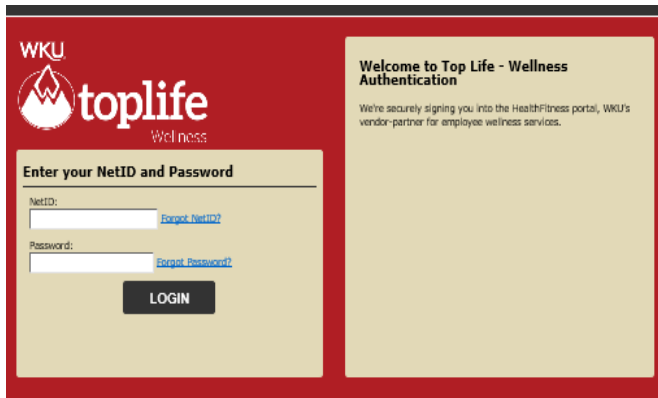 WKU
toplife
Wellness
Enter your NetID and Password
NetID:
Forgot NetID?
Password:
Forgot Password?
LOGIN
Welcome to Top Life - Wellness
Authentication
We're securely signing you into the HealthFitness portal, WKU's
vendor-partner for employee wellness services.